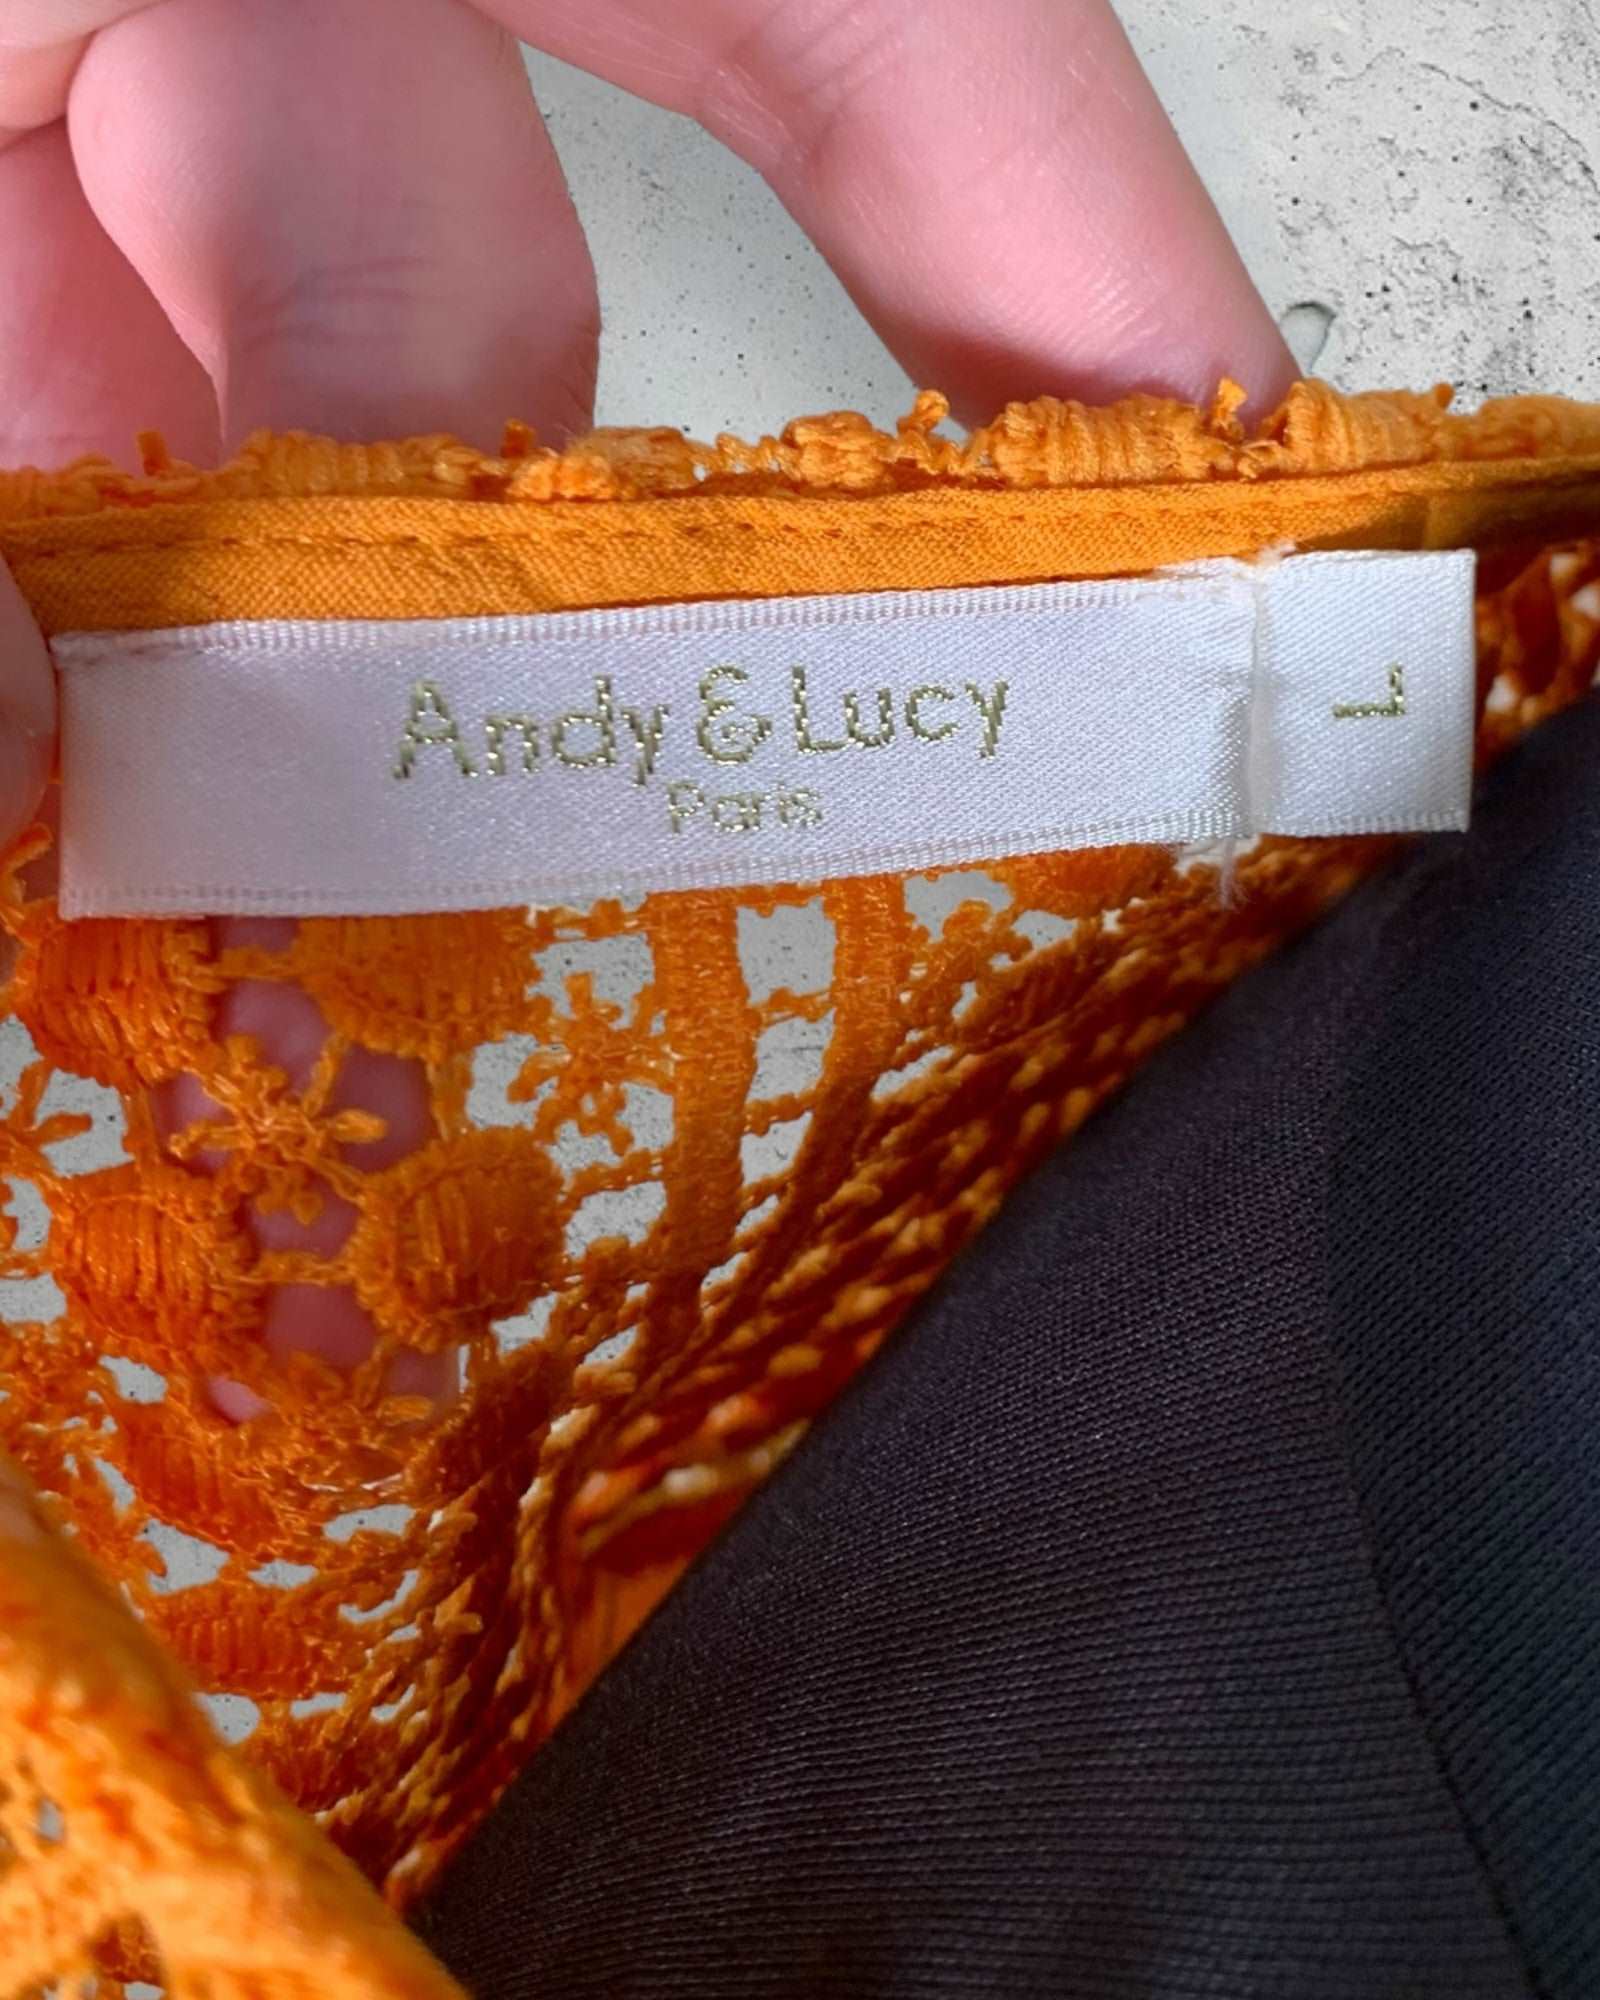 Andy & Lucy
Paris
L